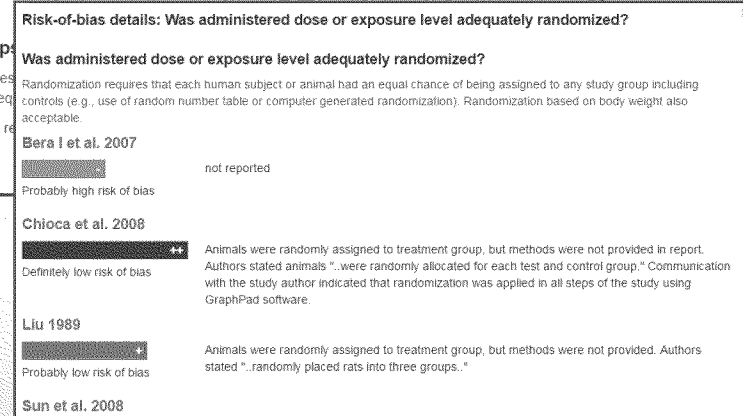 Risk-of-bias details: Was administered dose or exposure level adequately randomized?
Was administered dose or exposure level adequately randomized?
Randomization requires that each human subject or animal had an equal chance of being assigned to any study group including
controls (e.g., use of random number table or computer generated randomization). Randomization based on body weight also
acceptable.
Bera I et al. 2007
-
not reported
Probably high risk of bias
Chioca et al. 2008
++
Animals were randomly assigned to treatment group, but methods were not provided in report.
Definitely low risk of bias
Authors stated animals "..were randomly allocated for each test and control group." Communication
with the study author indicated that randomization was applied in all steps of the study using
GraphPad software.
Liu 1989
+
Animals were randomly assigned to treatment group, but methods were not provided. Authors
Probably low risk of bias
stated "..randomly placed rats into three groups.."
Sun et al. 2008